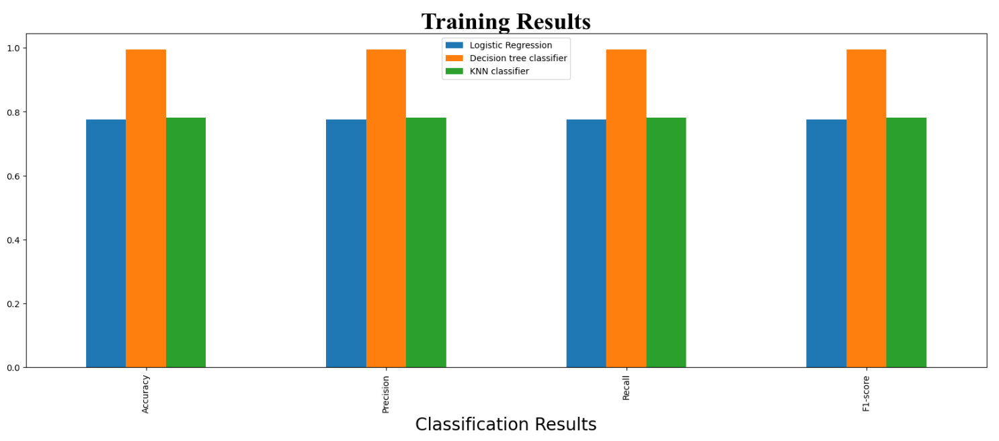 Training Results
Logistic Regression
Decision tree classifier
KNN classifier
1.0
0.8
0.6
0.4
0.2
0.0
Accuracy
Precision
Recall
F1-score
Classification Results